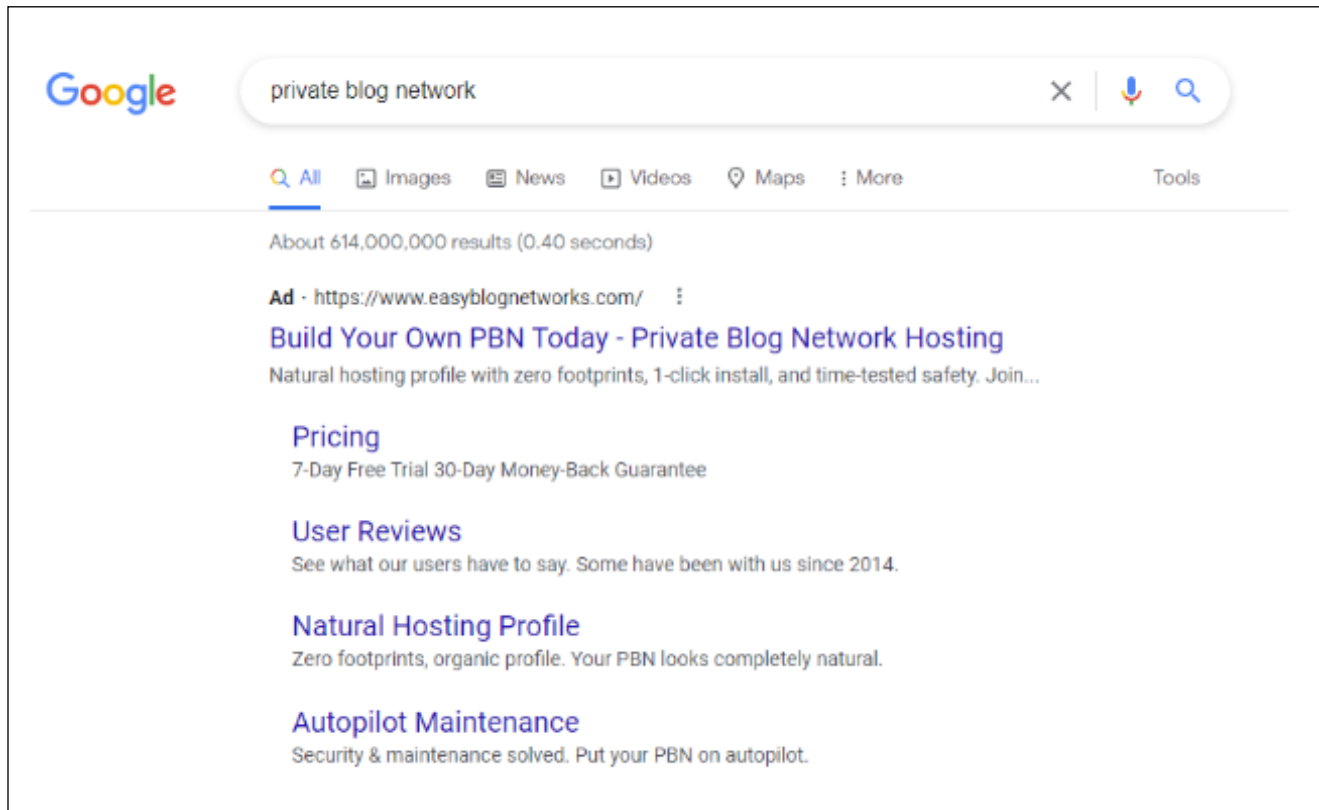 Google
private blog network
All Images News Videos Maps More Tools
About 614,000,000 results (0.40 seconds)
Ad · https://www.easyblognetworks.com/
Build Your Own PBN Today - Private Blog Network Hosting
Natural hosting profile with zero footprints, 1-click install, and time-tested safety. Join...
Pricing
7-Day Free Trial 30-Day Money-Back Guarantee
User Reviews
See what our users have to say. Some have been with us since 2014.
Natural Hosting Profile
Zero footprints, organic profile. Your PBN looks completely natural.
Autopilot Maintenance
Security & maintenance solved. Put your PBN on autopilot.